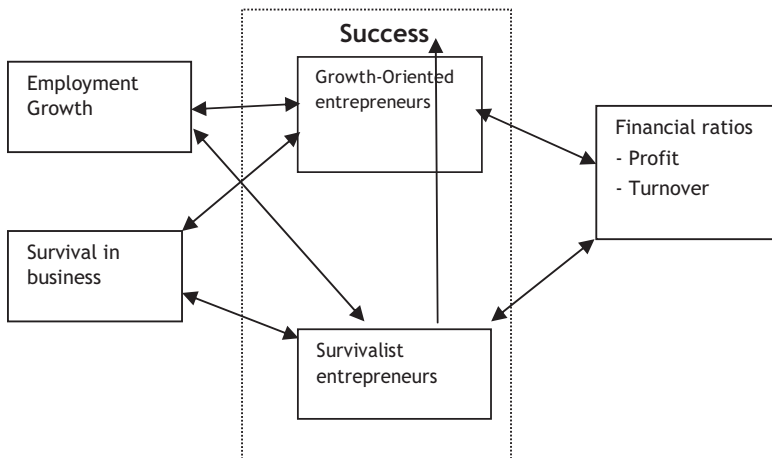 Success
Employment
Growth
Growth-Oriented
entrepreneurs
Financial ratios
- Profit
- Turnover
Survival in
business
Survivalist
entrepreneurs